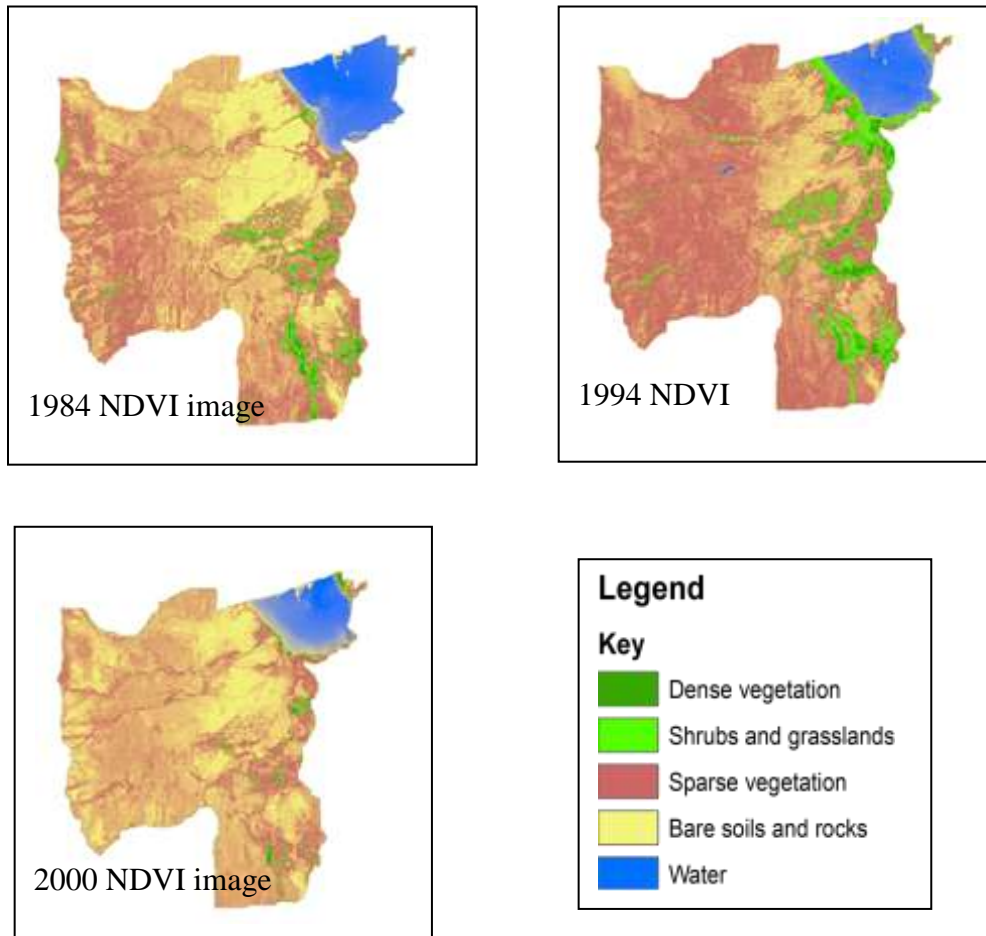 1984 NDVI image
1994 NDVI
2000 NDVI image
Legend
Key
Dense vegetation
Shrubs and grasslands
Sparse vegetation
Bare soils and rocks
Water